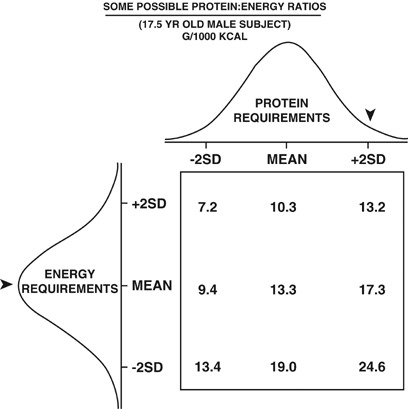 SOME POSSIBLE PROTEIN:ENERGY RATIOS
(17.5 YR OLD MALE SUBJECT)
G/1000 KCAL
PROTEIN
REQUIREMENTS
-2SD MEAN +2SD
+2SD 7.2 10.3 13.2
ENERGY
REQUIREMENTS
MEAN 9.4 13.3 17.3
-2SD 13.4 19.0 24.6